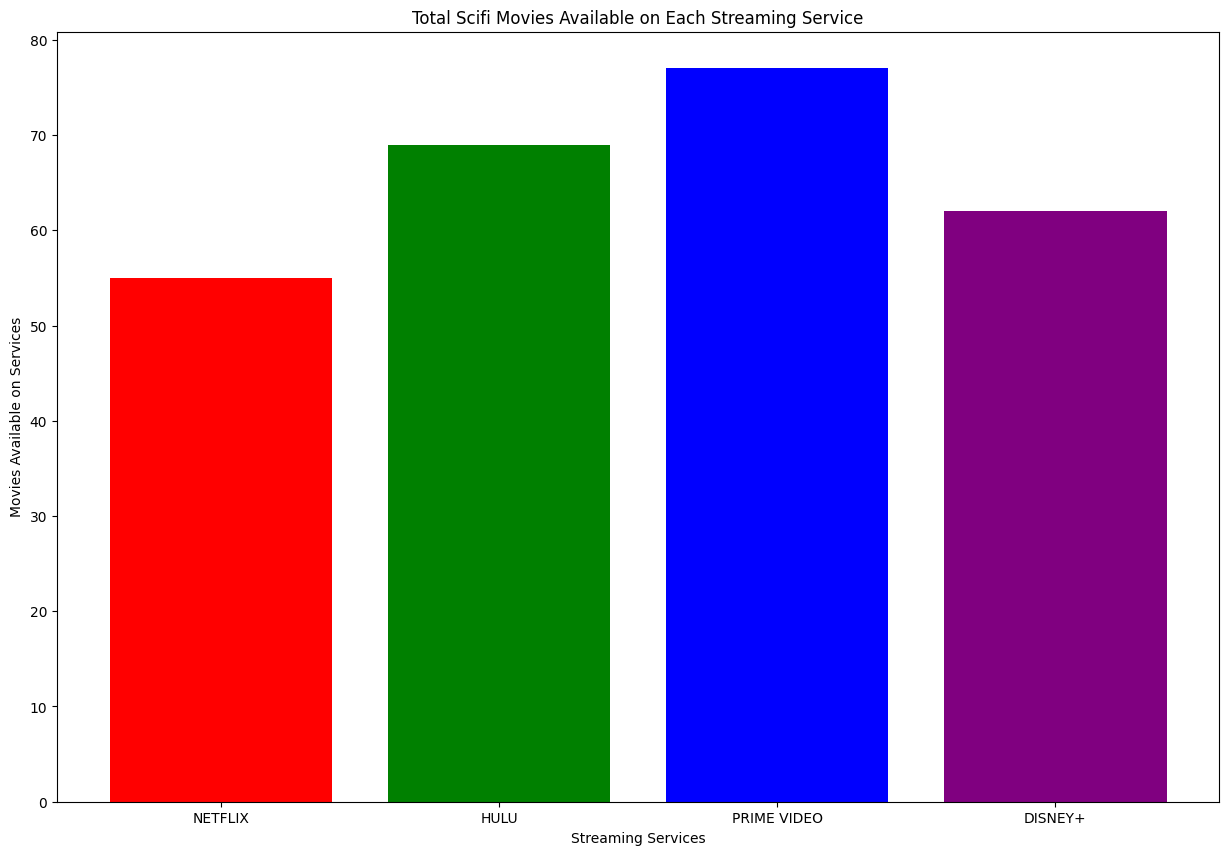 Total Scifi Movies Available on Each Streaming Service
80
70
60
50
40
30
20
10
0
Movies Available on Services
NETFLIX
HULU
PRIME VIDEO
DISNEY+
Streaming Services